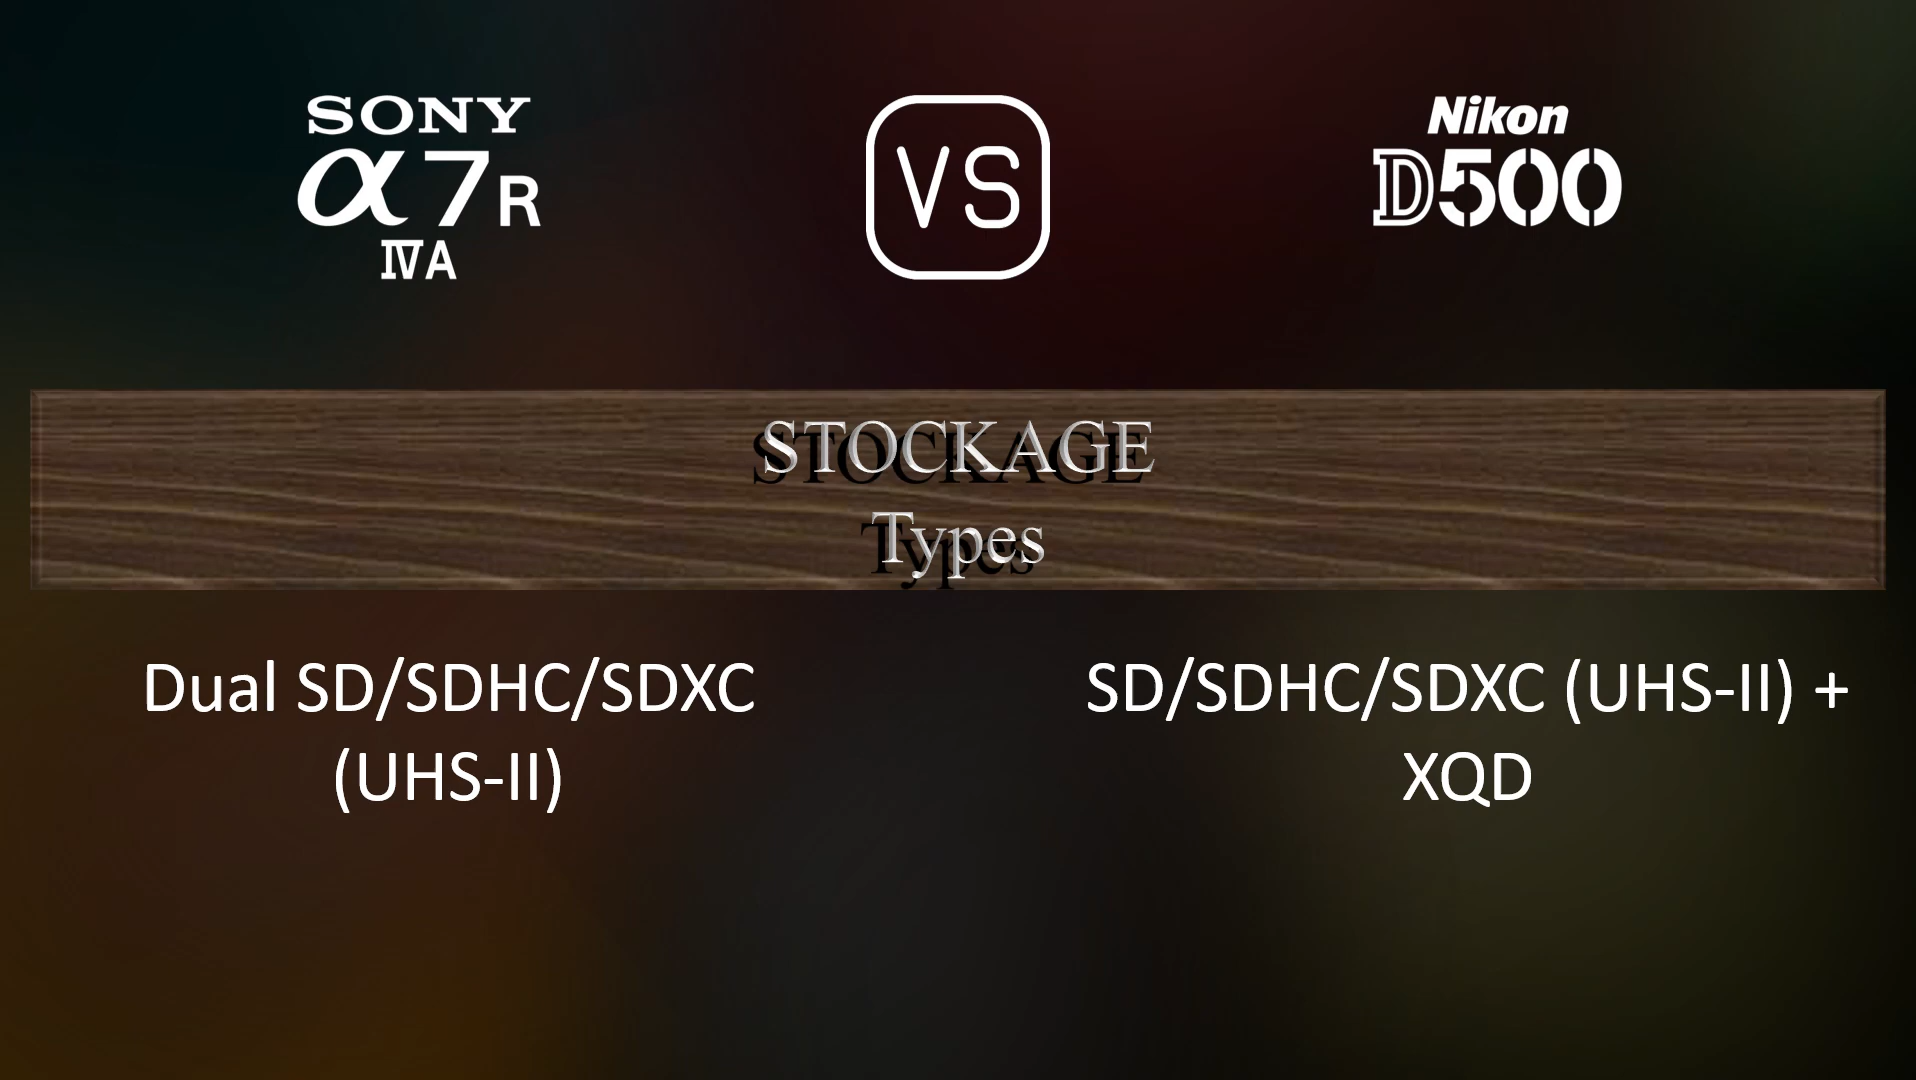 SONY
α7R
IVA
VS
Nikon
D500
STOCKAGE
Types
Dual SD/SDHC/SDXC
(UHS-II)
SD/SDHC/SDXC (UHS-II) +
XQD